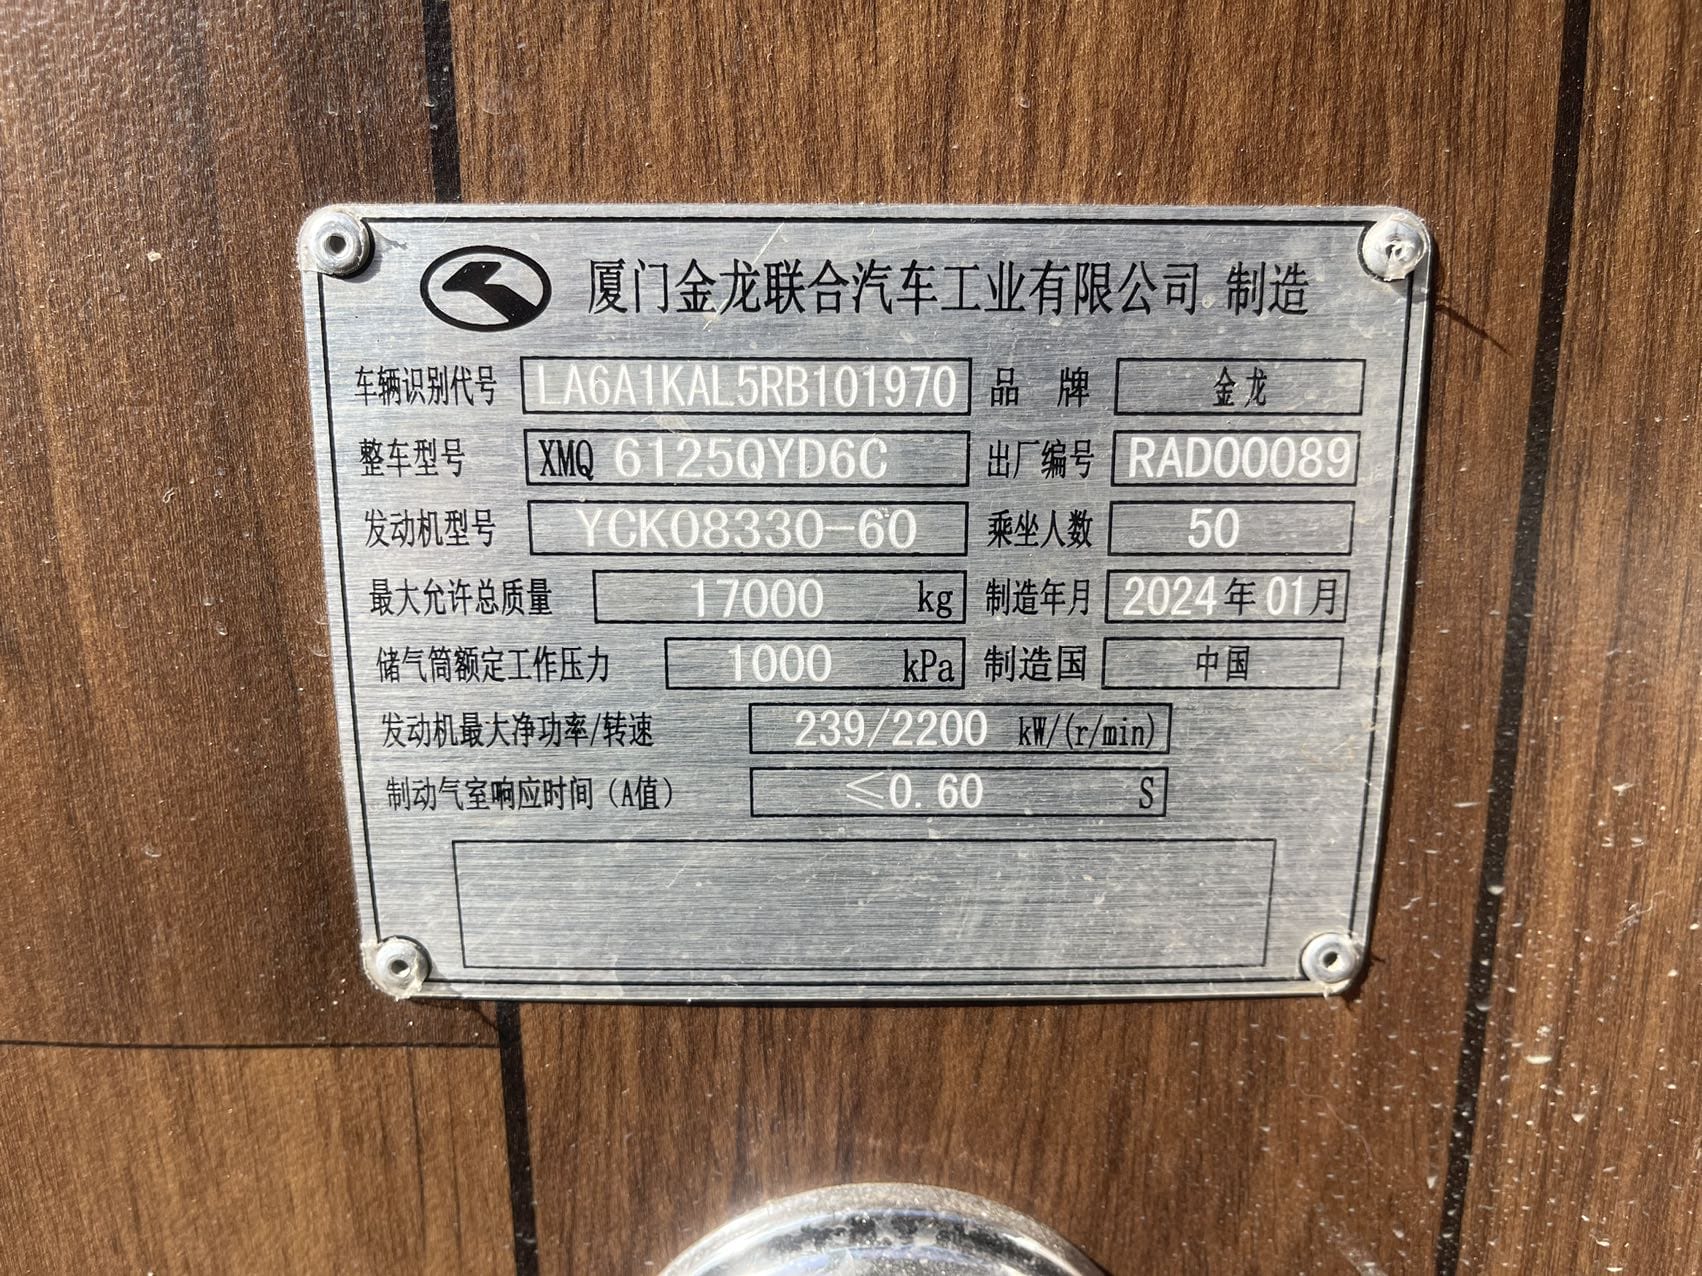 厦门金龙联合汽车工业有限公司 制造
车辆识别代号 LA6A1KAL5RB101970 品 牌 金龙
整车型号 XMQ 6125QYD6C 出厂编号 RAD00089
发动机型号 YCK08330-60 乘坐人数 50
最大允许总质量 17000 kg 制造年月 2024年01月
储气筒额定工作压力 1000 kPa 制造国 中国
发动机最大净功率/转速 239/2200 kW/(r/min)
制动气室响应时间(A值) ≤0.60 S